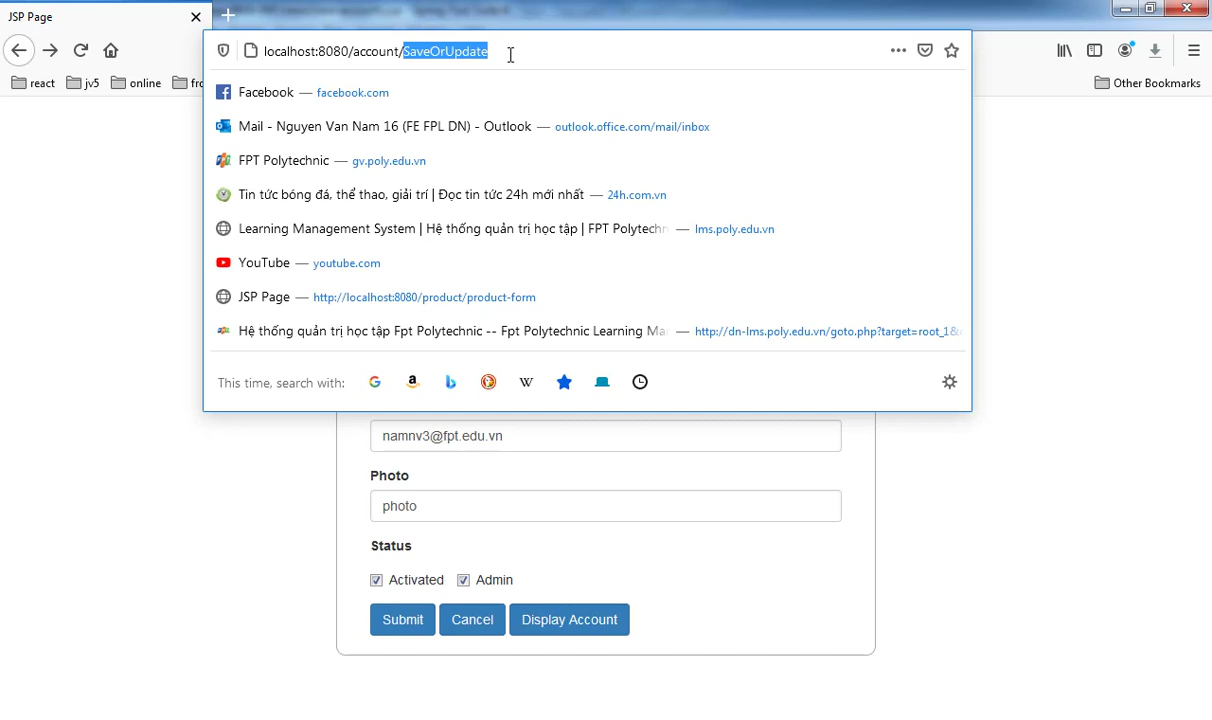 JSP Page
localhost:8080/account/SaveOrUpdate
react jv5 online Other Bookmarks
Facebook — facebook.com
Mail - Nguyen Van Nam 16 (FE FPL DN) - Outlook — outlook.office.com/mail/inbox
FPT Polytechnic — gv.poly.edu.vn
Tin tức bóng đá, thể thao, giải trí | Đọc tin tức 24h mới nhất — 24h.com.vn
Learning Management System | Hệ thống quản trị học tập | FPT Polytechn — lms.poly.edu.vn
YouTube — youtube.com
JSP Page — http://localhost:8080/product/product-form
Hệ thống quản trị học tập Fpt Polytechnic -- Fpt Polytechnic Learning Ma — http://dn-lms.poly.edu.vn/goto.php?target=root_1&
This time, search with:
namnv3@fpt.edu.vn
Photo
photo
Status
Activated Admin
Submit Cancel Display Account